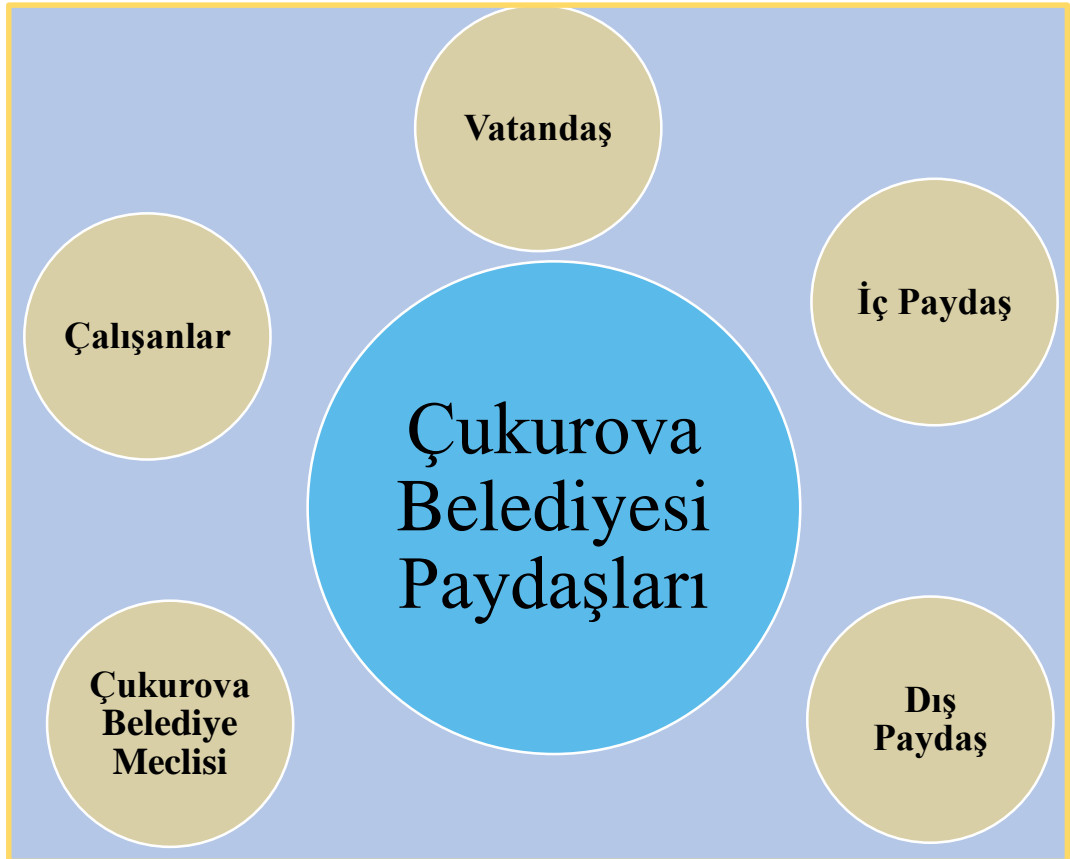 Vatandaş
İç Paydaş
Çalışanlar
Çukurova
Belediyesi
Paydaşları
Çukurova
Belediye
Meclisi
Dış
Paydaş